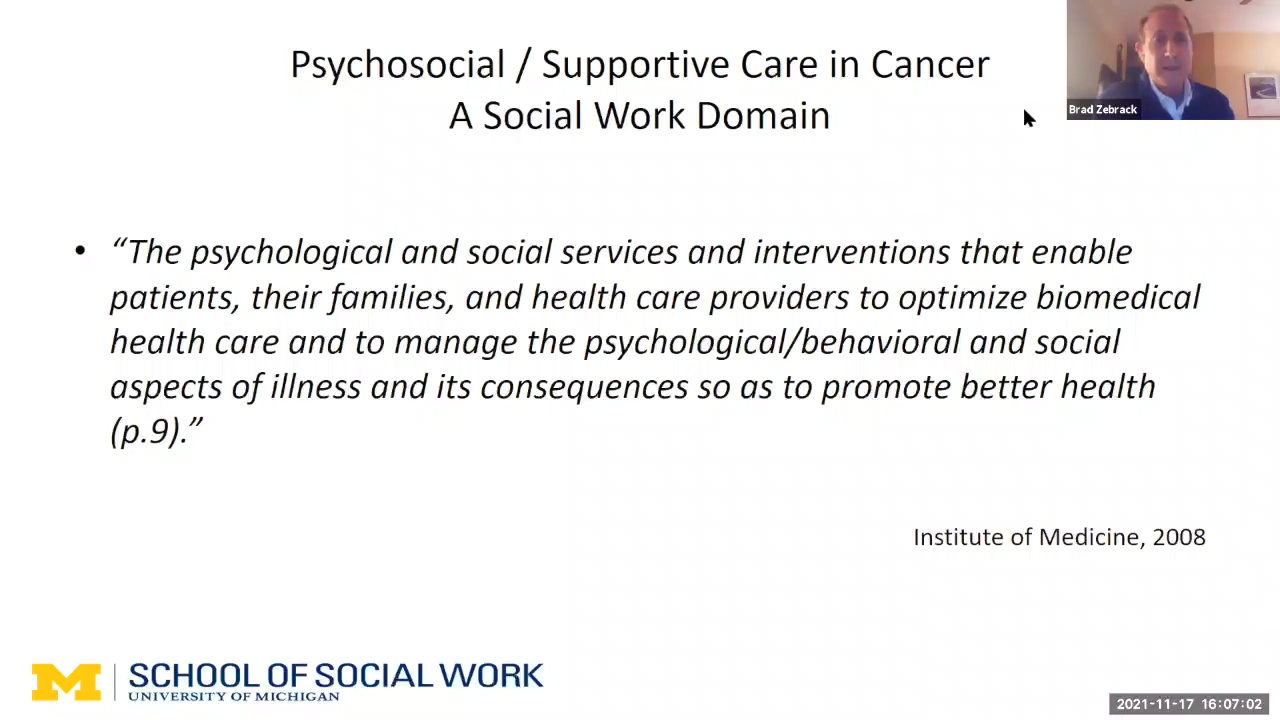 Psychosocial / Supportive Care in Cancer
A Social Work Domain
Brad Zebrack
• “The psychological and social services and interventions that enable
patients, their families, and health care providers to optimize biomedical
health care and to manage the psychological/behavioral and social
aspects of illness and its consequences so as to promote better health
(p.9).”
Institute of Medicine, 2008
M SCHOOL OF SOCIAL WORK
UNIVERSITY OF MICHIGAN
2021-11-17 16:07:02